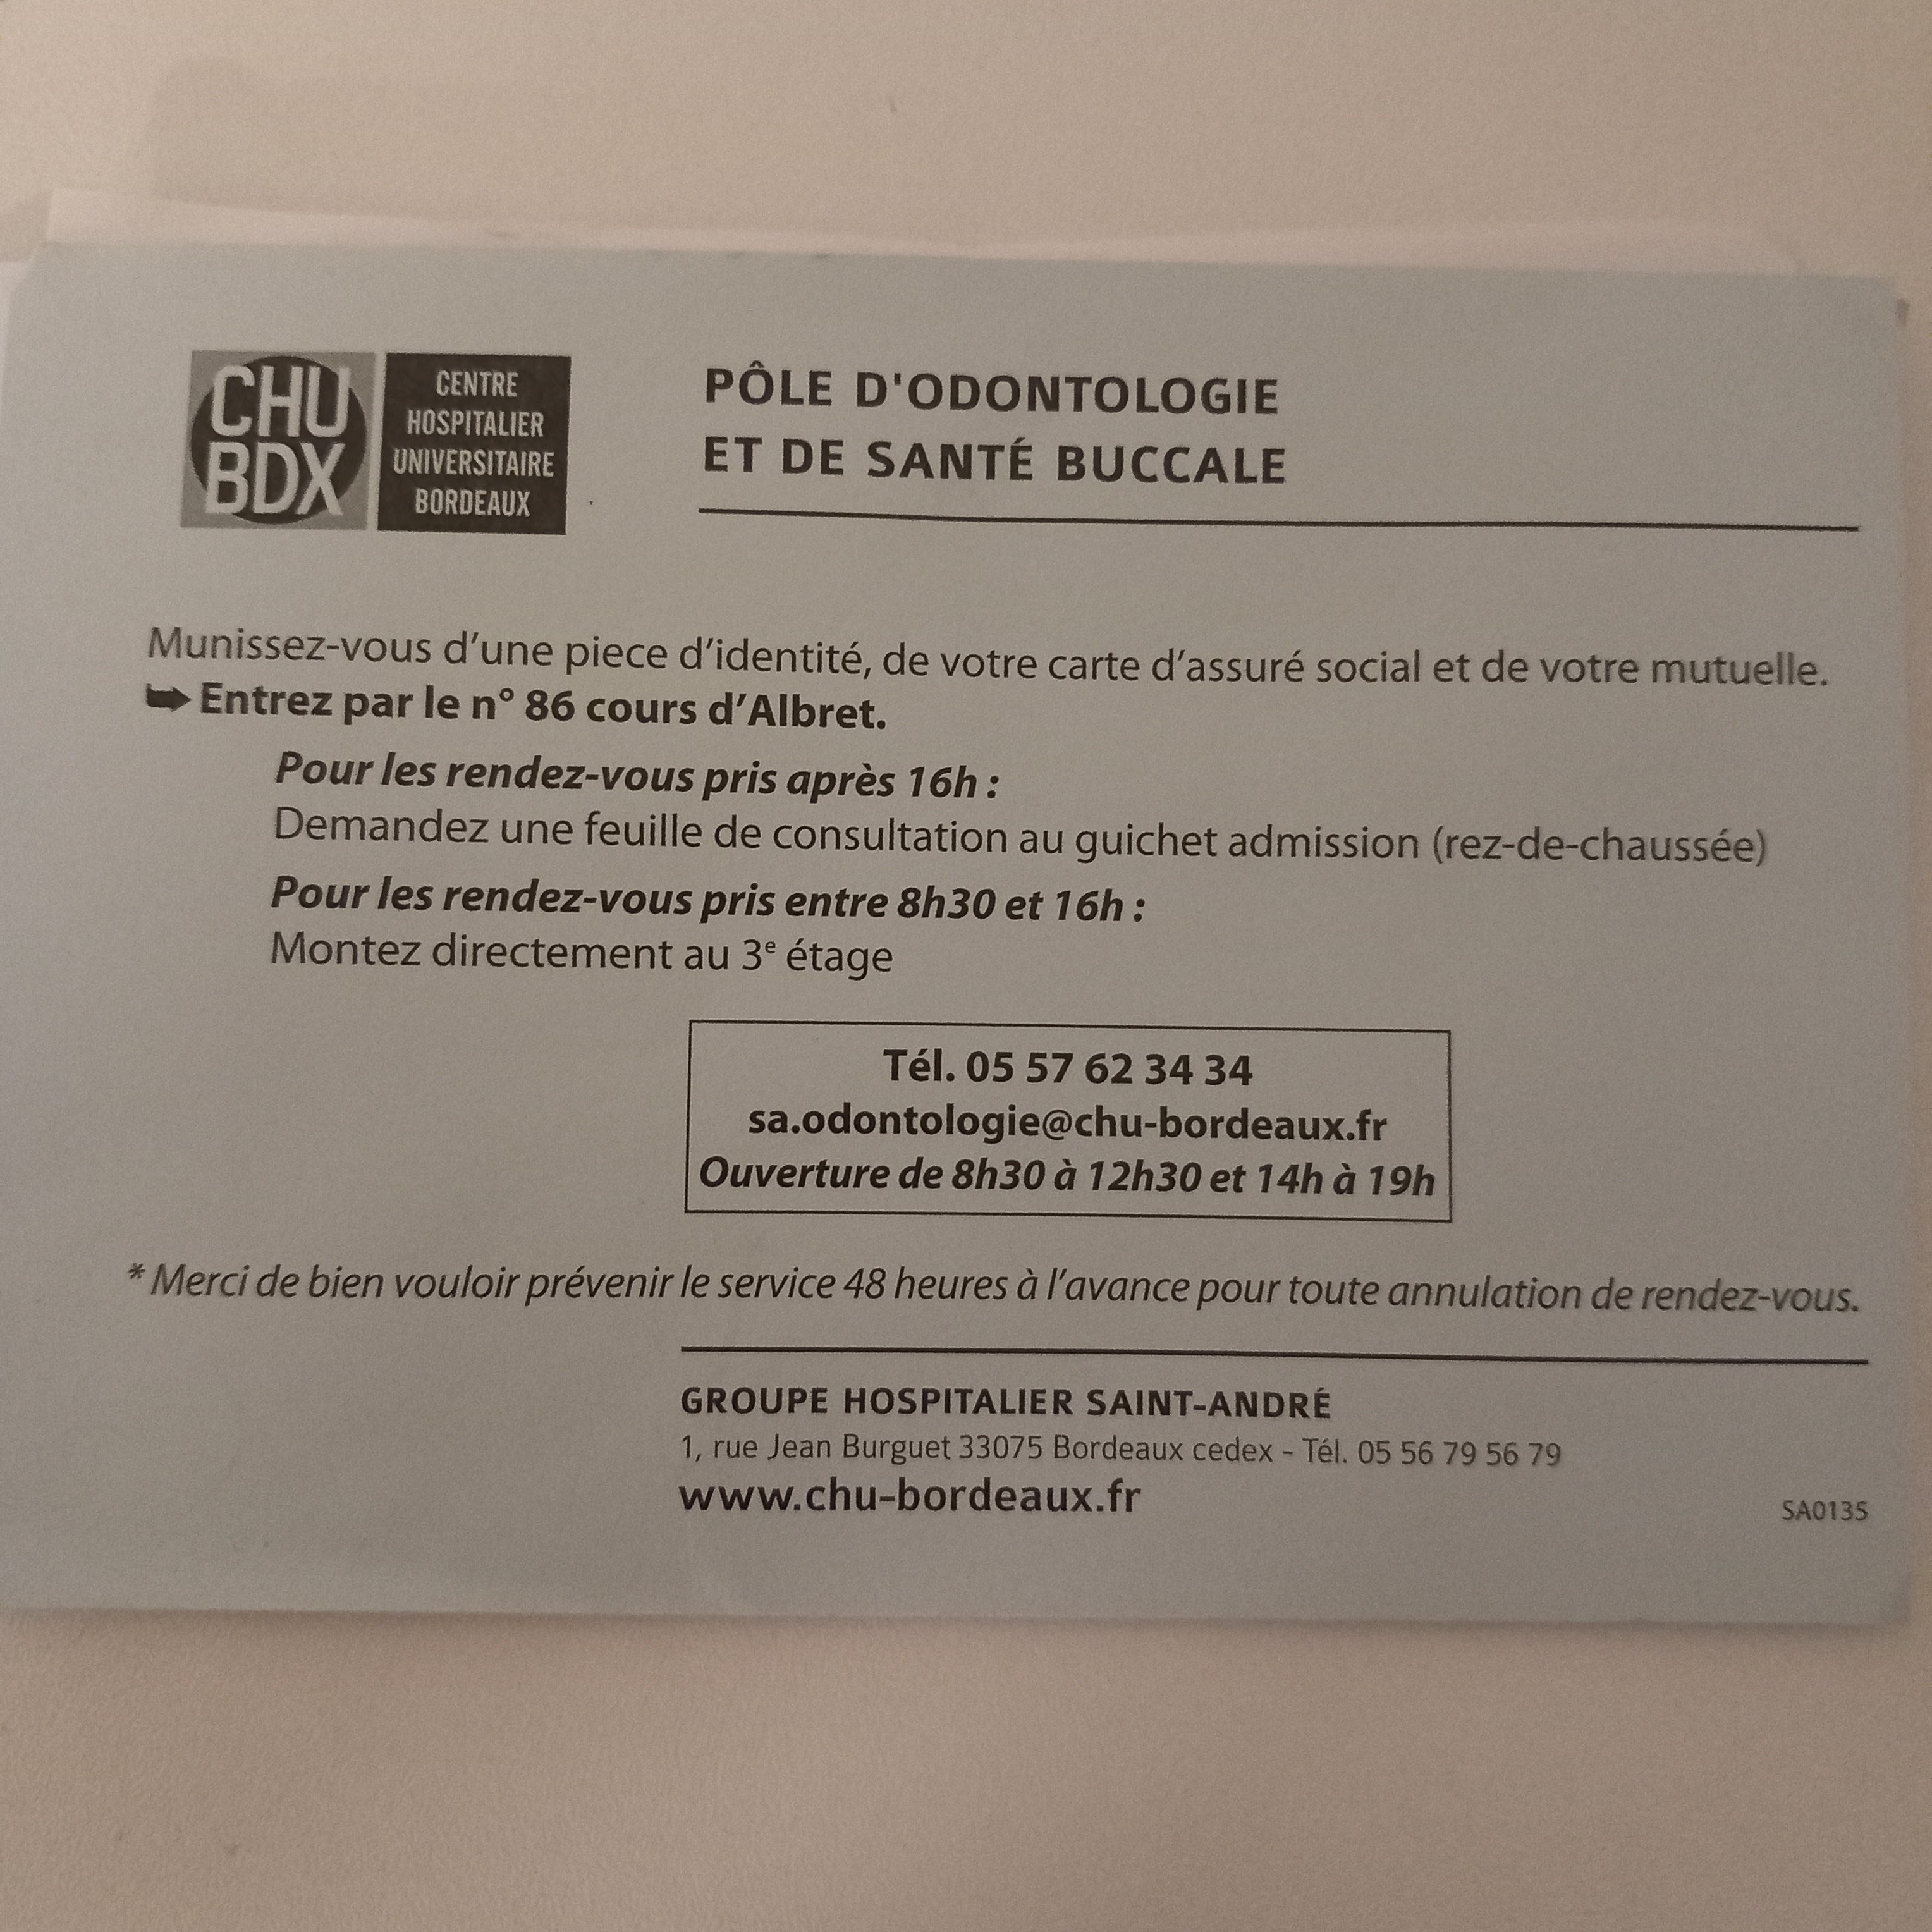 CHU
BDX
CENTRE
HOSPITALIER
UNIVERSITAIRE
BORDEAUX
PÔLE D'ODONTOLOGIE
ET DE SANTÉ BUCCALE
Munissez-vous d'une piece d'identité, de votre carte d'assuré social et de votre mutuelle.
➥ Entrez par le n° 86 cours d'Albret.
Pour les rendez-vous pris après 16h :
Demandez une feuille de consultation au guichet admission (rez-de-chaussée)
Pour les rendez-vous pris entre 8h30 et 16h :
Montez directement au 3e étage
Tél. 05 57 62 34 34
sa.odontologie@chu-bordeaux.fr
Ouverture de 8h30 à 12h30 et 14h à 19h
* Merci de bien vouloir prévenir le service 48 heures à l'avance pour toute annulation de rendez-vous.
GROUPE HOSPITALIER SAINT-ANDRÉ
1, rue Jean Burguet 33075 Bordeaux cedex - Tél. 05 56 79 56 79
www.chu-bordeaux.fr
SA0135